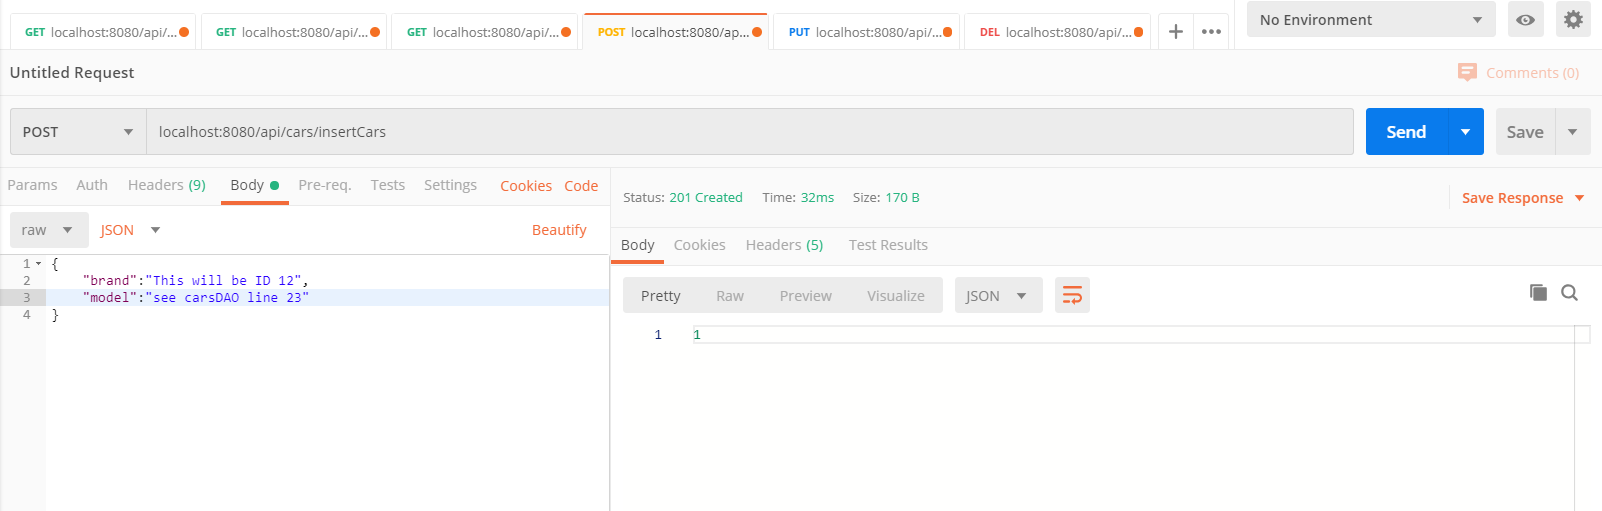 GET localhost:8080/api/... GET localhost:8080/api/... GET localhost:8080/api/... POST localhost:8080/ap... PUT localhost:8080/api/... DEL localhost:8080/api/... No Environment
Untitled Request Comments (0)
POST localhost:8080/api/cars/insertCars Send Save
Params Auth Headers (9) Body Pre-req. Tests Settings Cookies Code
raw JSON Beautify
1 {
2 "brand":"This will be ID 12",
3 "model":"see carsDAO line 23"
4 }
Status: 201 Created Time: 32ms Size: 170 B Save Response
Body Cookies Headers (5) Test Results
Pretty Raw Preview Visualize JSON
1 1